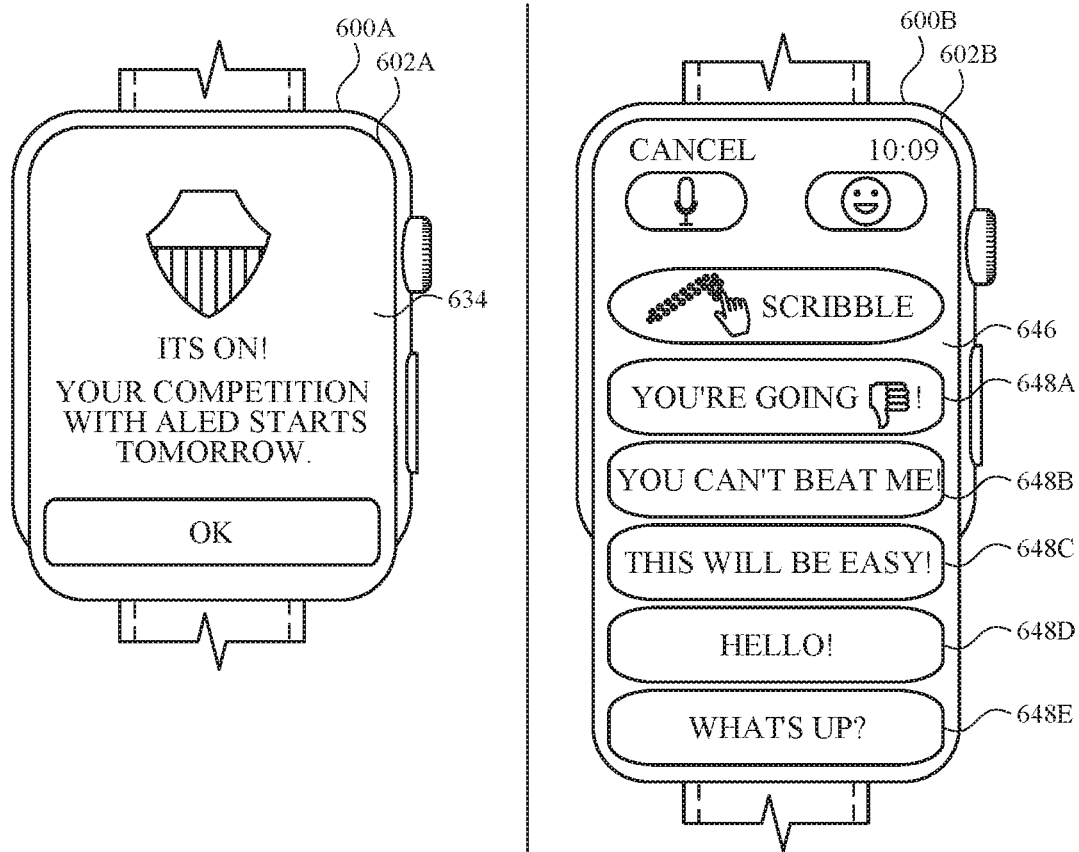 600A
602A
ITS ON!
YOUR COMPETITION
WITH ALED STARTS
TOMORROW.
OK
634
600B
602B
CANCEL 10:09
SCRIBBLE
646
YOU'RE GOING !
648A
YOU CAN'T BEAT ME!
648B
THIS WILL BE EASY!
648C
HELLO!
648D
WHATS UP?
648E